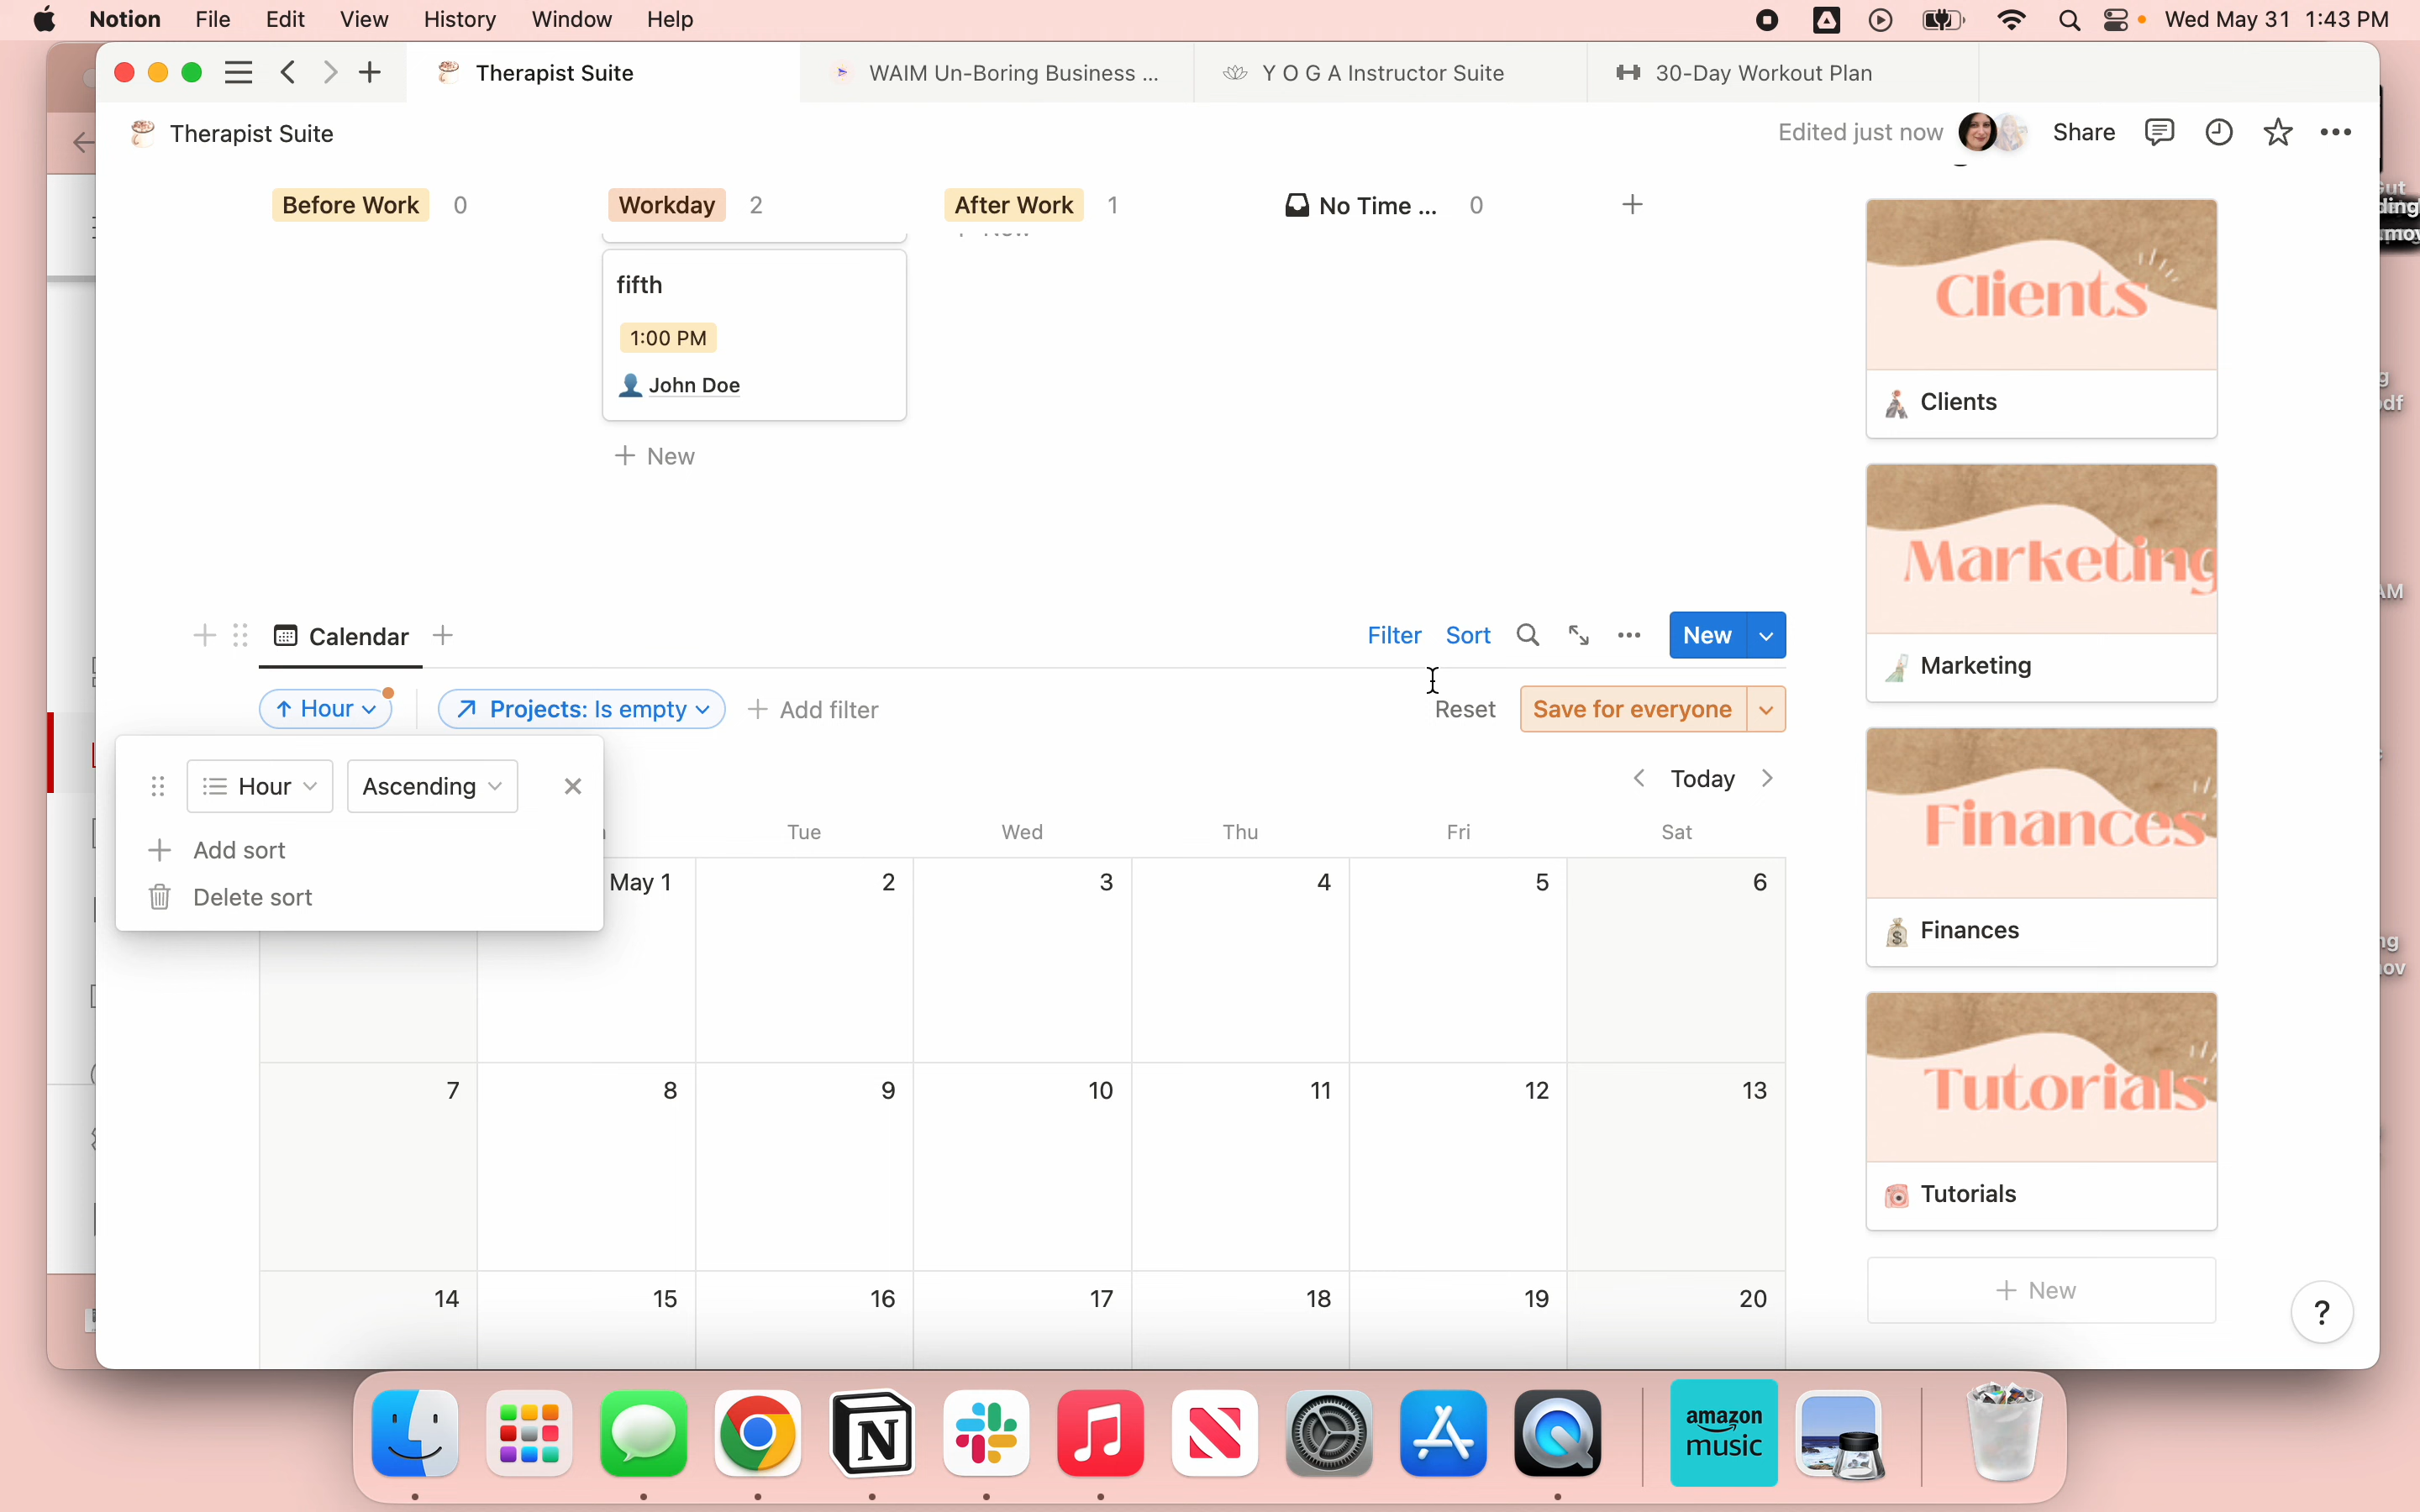 Notion File Edit View History Window Help Wed May 31 1:43 PM
Therapist Suite WAIM Un-Boring Business ... Y O G A Instructor Suite 30-Day Workout Plan
Therapist Suite Edited just now Share
Before Work 0 Workday 2 After Work 1 No Time ... 0
fifth
1:00 PM
John Doe
New
Calendar Filter Sort New
Hour Projects: Is empty Add filter Reset Save for everyone
Hour Ascending
Add sort
Delete sort
Today
Tue Wed Thu Fri Sat
May 1 2 3 4 5 6
7 8 9 10 11 12 13
14 15 16 17 18 19 20
Clients
Clients
Marketing
Marketing
Finances
Finances
Tutorials
Tutorials
New
?
amazon
music